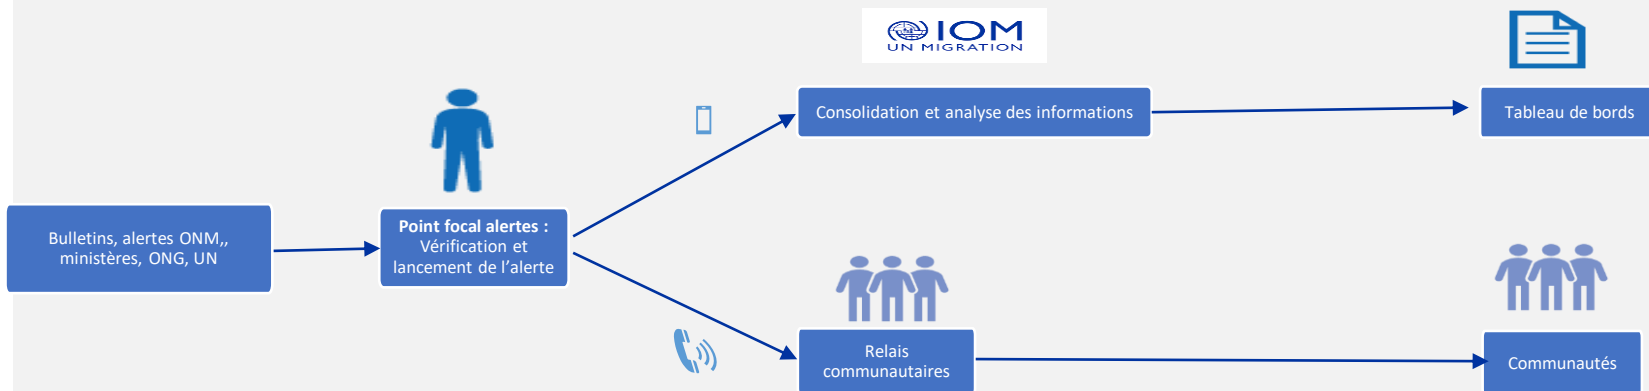 IOM
UN MIGRATION
Consolidation et analyse des informations
Tableau de bords
Bulletins, alertes ONM,,
ministères, ONG, UN
Point focal alertes :
Vérification et
lancement de l’alerte
Relais
communautaires
Communautés